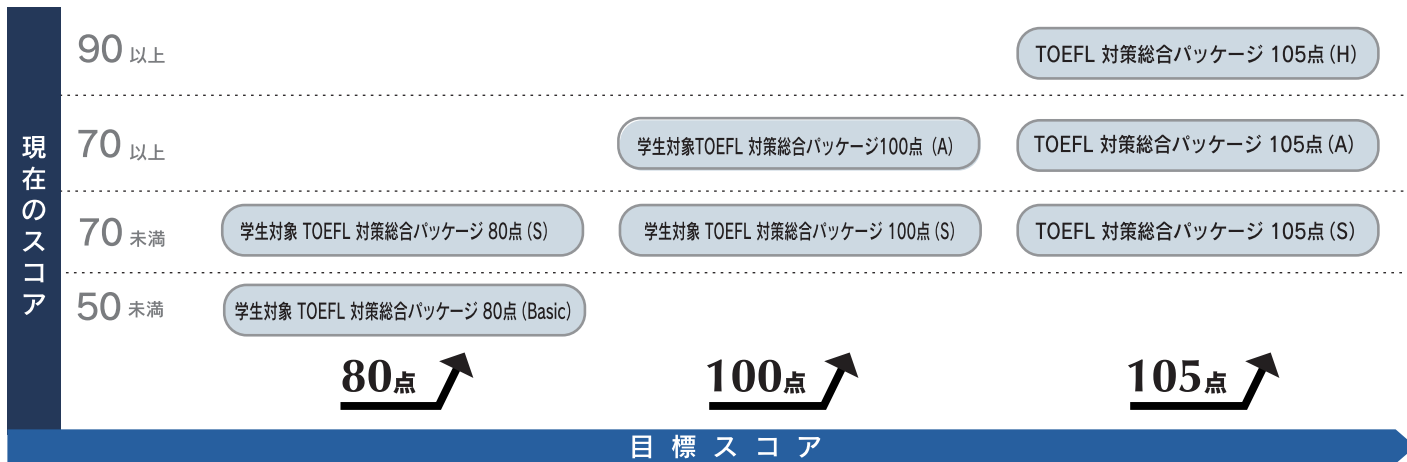 現在のスコア
90 以上
TOEFL 対策総合パッケージ 105点(H)
70 以上
学生対象TOEFL 対策総合パッケージ100点 (A)
TOEFL 対策総合パッケージ 105点(A)
70 未満
学生対象 TOEFL 対策総合パッケージ 80点(S)
学生対象 TOEFL 対策総合パッケージ 100点(S)
TOEFL 対策総合パッケージ 105点(S)
50 未満
学生対象 TOEFL 対策総合パッケージ 80点(Basic)
80点
100点
105点
目標スコア